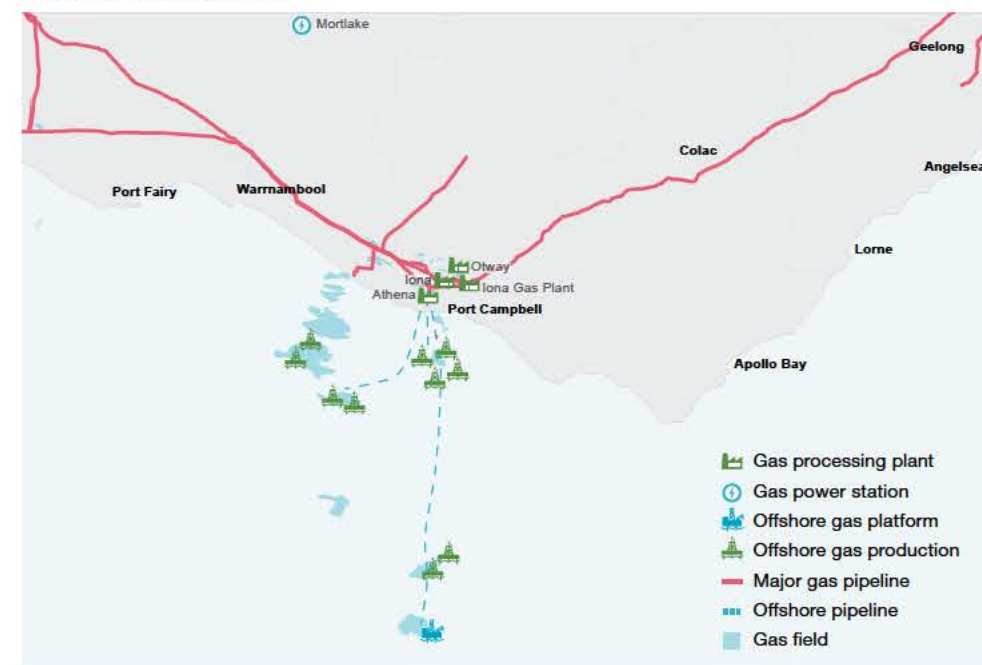 Mortlake
Geelong
Colac
Angelsea
Port Fairy
Warrnambool
Lorne
Otway
Iona
Iona Gas Plant
Athena
Port Campbell
Apollo Bay
Gas processing plant
Gas power station
Offshore gas platform
Offshore gas production
Major gas pipeline
Offshore pipeline
Gas field